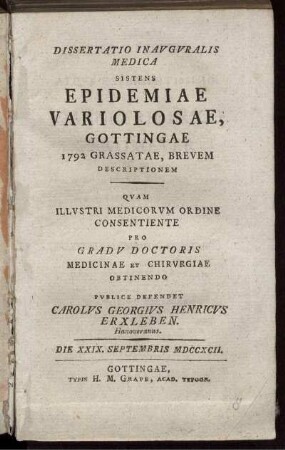 DISSERTATIO INAVGVRALIS
MEDICA
SISTENS
EPIDEMIAE
VARIOLOSAE,
GOTTINGAE
1792 GRASSATAE, BREVEM
DESCRIPTIONEM
QVAM
ILLVSTRI MEDICORVM ORDINE
CONSENTIENTE
PRO
GRADV DOCTORIS
MEDICINAE ET CHIRVRGIAE
OBTINENDO
PVBLICE DEFENDET
CAROLVS GEORGIVS HENRICVS
ERXLEBEN.
Hannoveranus.
DIE XXIX. SEPTEMBRIS MDCCXCII.
GOTTINGAE,
TYPIS H. M. GRAPE, ACAD. TYPOGR.